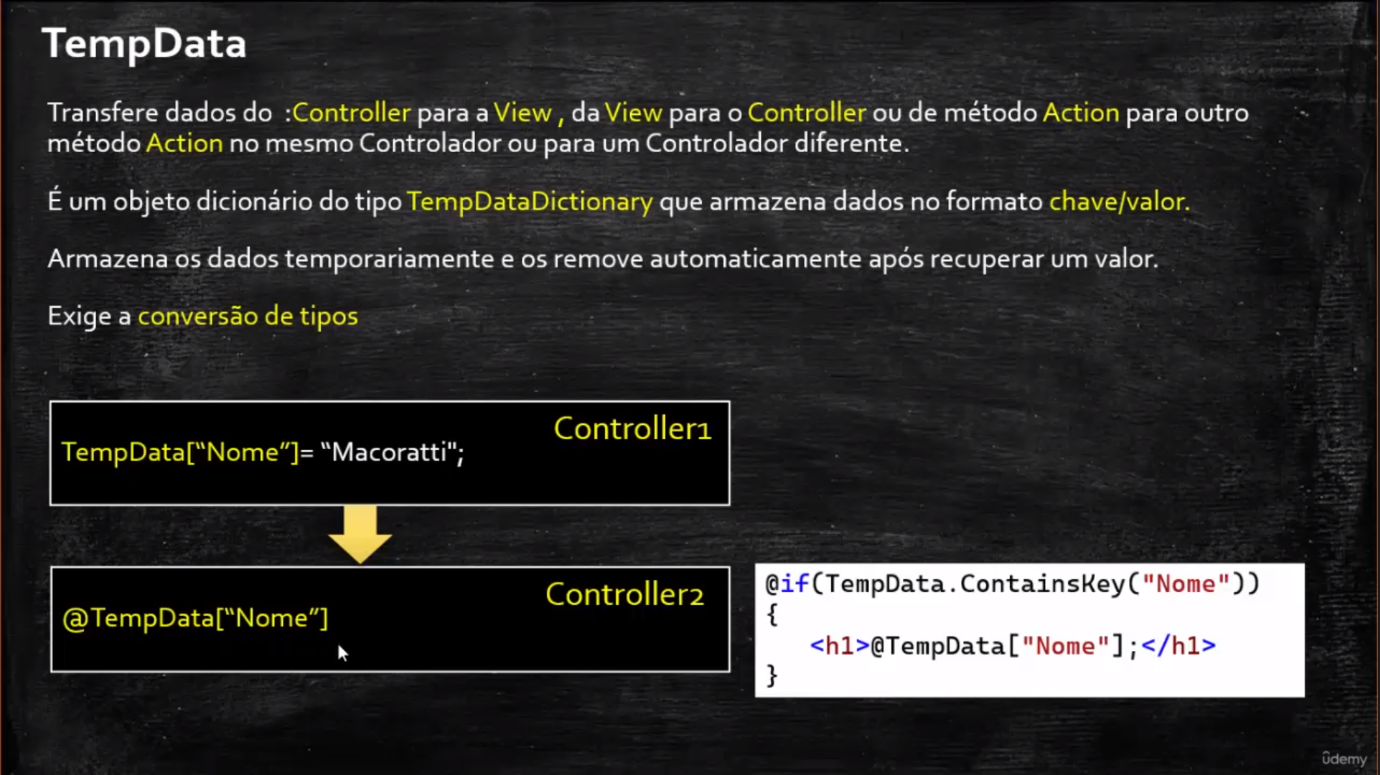 TempData
Transfere dados do :Controller para a View , da View para o Controller ou de método Action para outro
método Action no mesmo Controlador ou para um Controlador diferente.
É um objeto dicionário do tipo TempDataDictionary que armazena dados no formato chave/valor.
Armazena os dados temporariamente e os remove automaticamente após recuperar um valor.
Exige a conversão de tipos
Controller1
TempData[“Nome”]= “Macoratti";
Controller2
@TempData[“Nome”]
@if(TempData.ContainsKey("Nome"))
{
<h1>@TempData["Nome"];</h1>
}
ûdemy